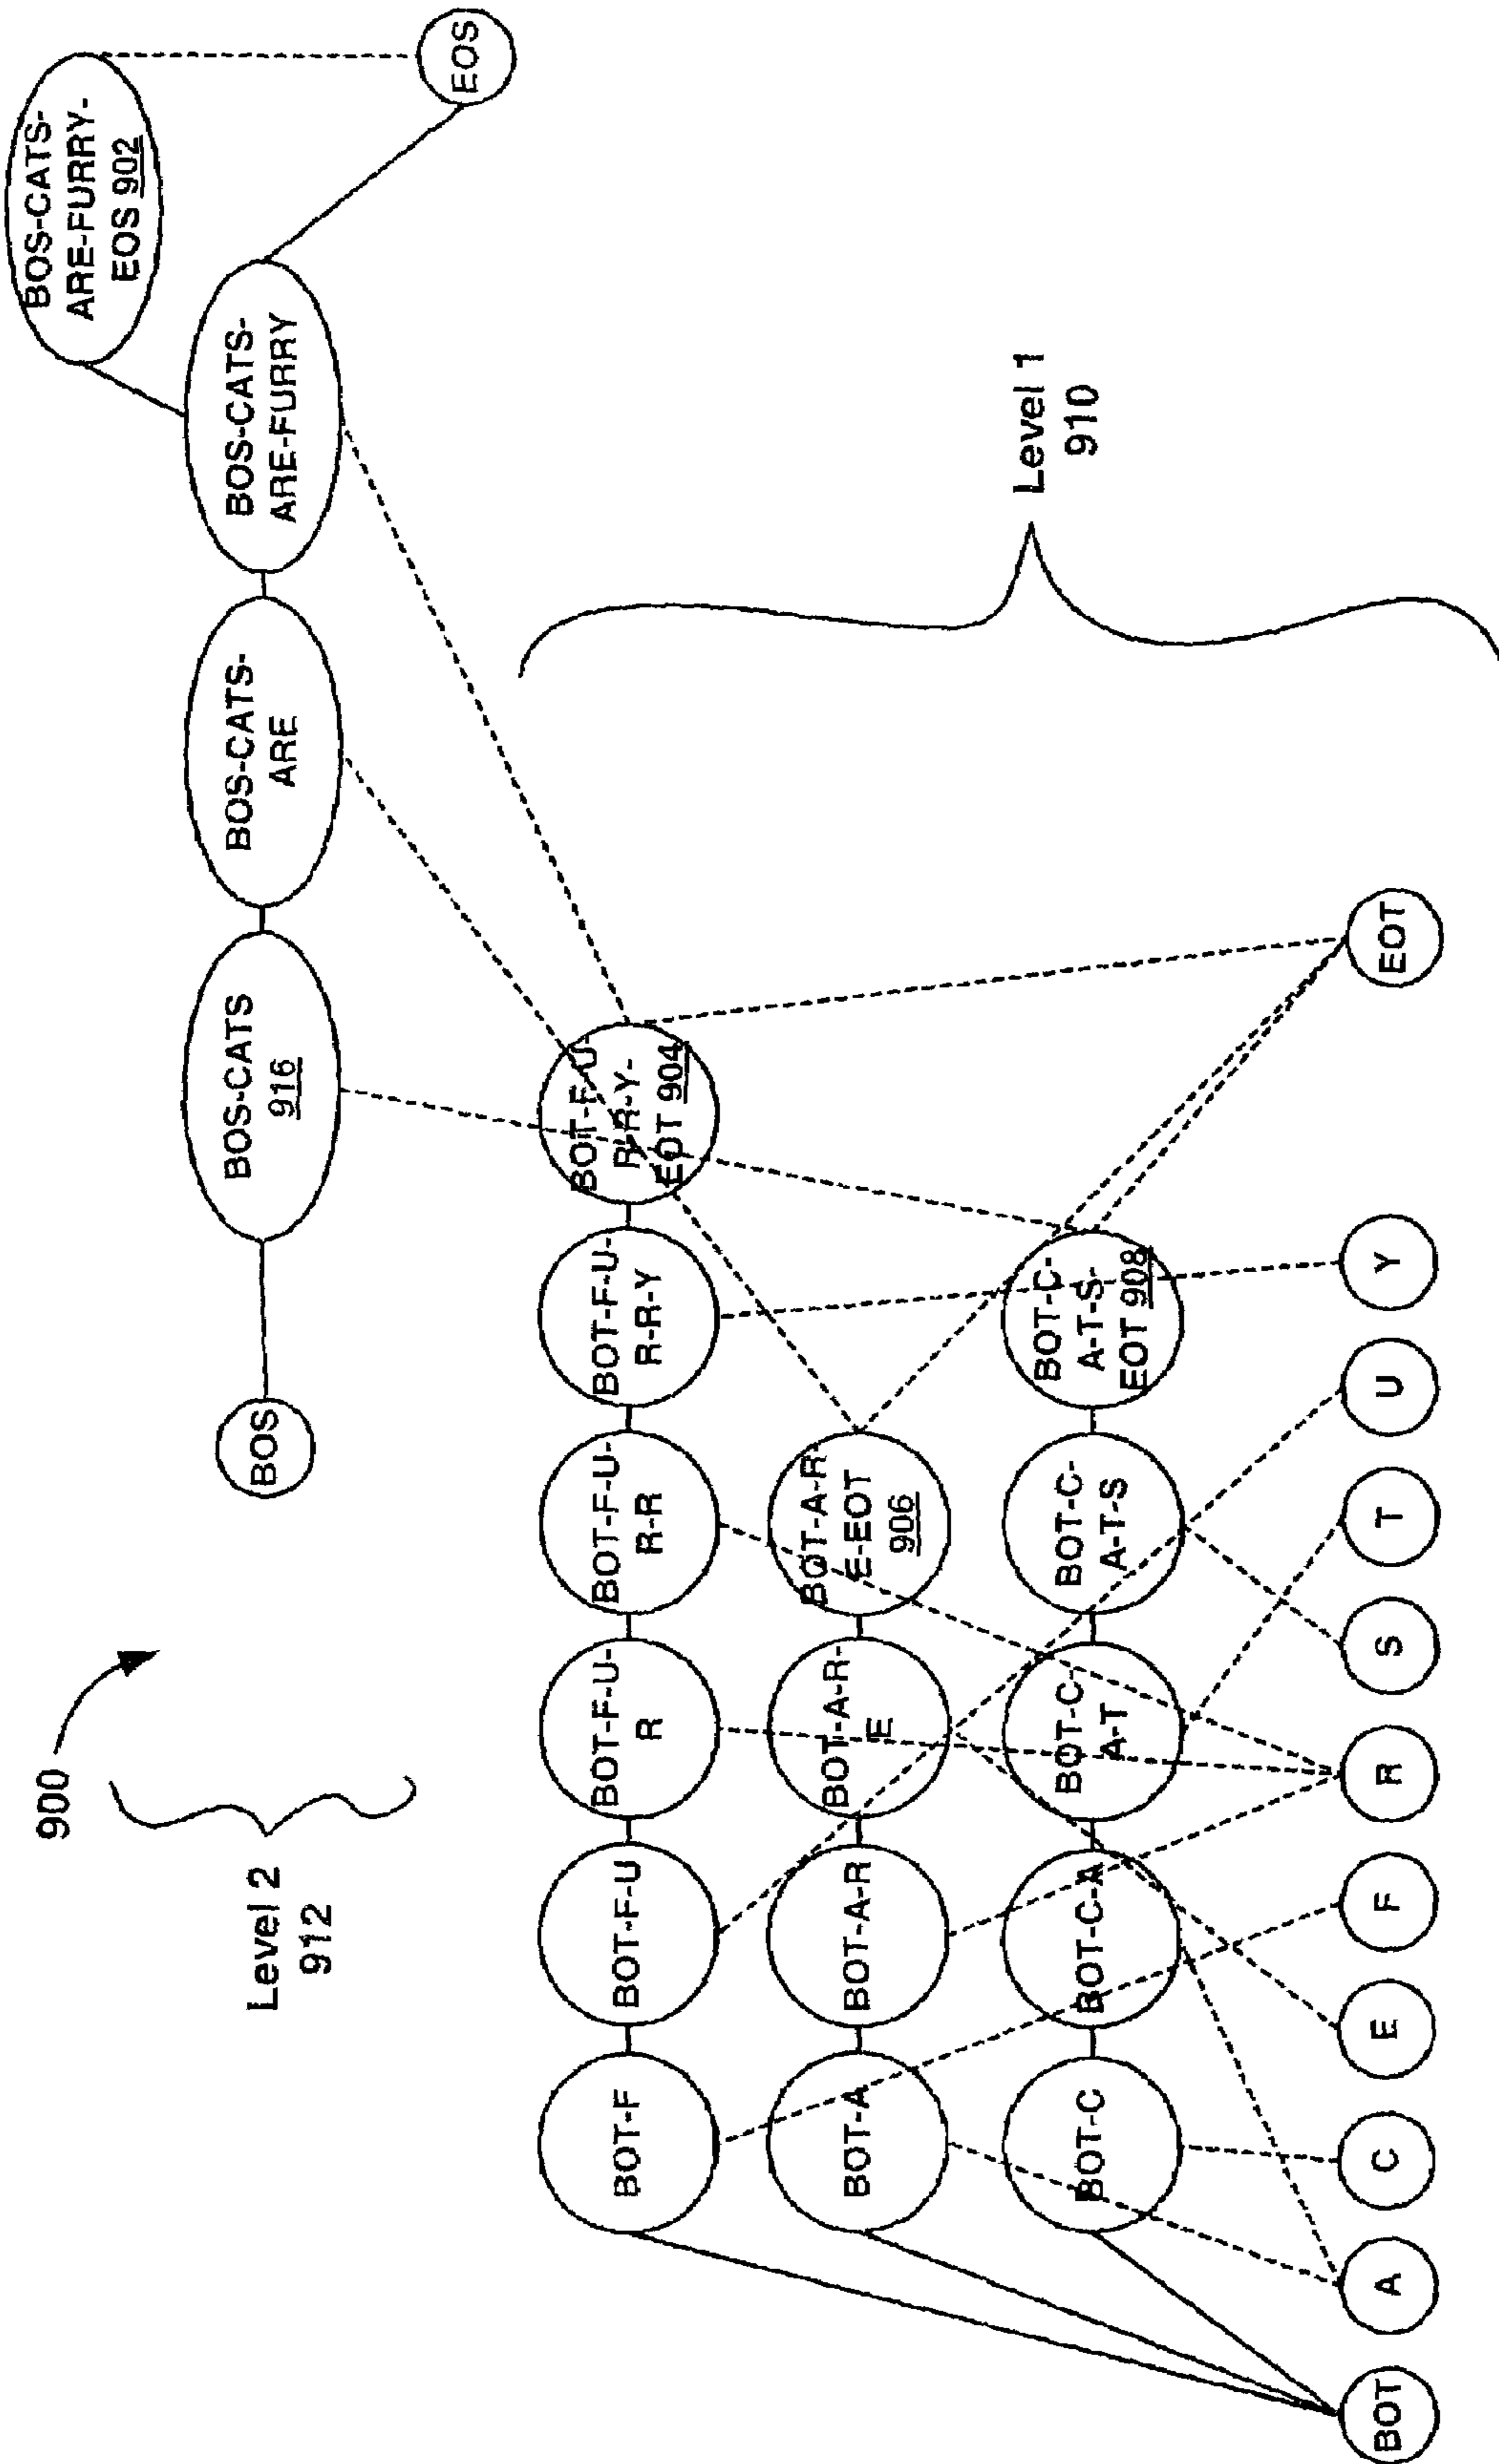 900
Level 2
912
BOS
BOS-CATS
916
BOS-CATS-
ARE
BOS-CATS-
ARE-FURRY
BOS-CATS-
ARE-FURRY-
EOS 902
EOS
BOT-F
BOT-F-U
BOT-F-U-
R
BOT-F-U-
R-R
BOT-F-U-
R-R-Y
BOT-F-U-
R-R-Y-
EOT 904
BOT-A
BOT-A-R
BOT-A-R-
E
BOT-A-R-
E-EOT
906
BOT-C
BOT-C-A
BOT-C-
A-T
BOT-C-
A-T-S
BOT-C-
A-T-S-
EOT 908
Level 1
910
BOT
A
C
E
F
R
S
T
U
Y
EOT